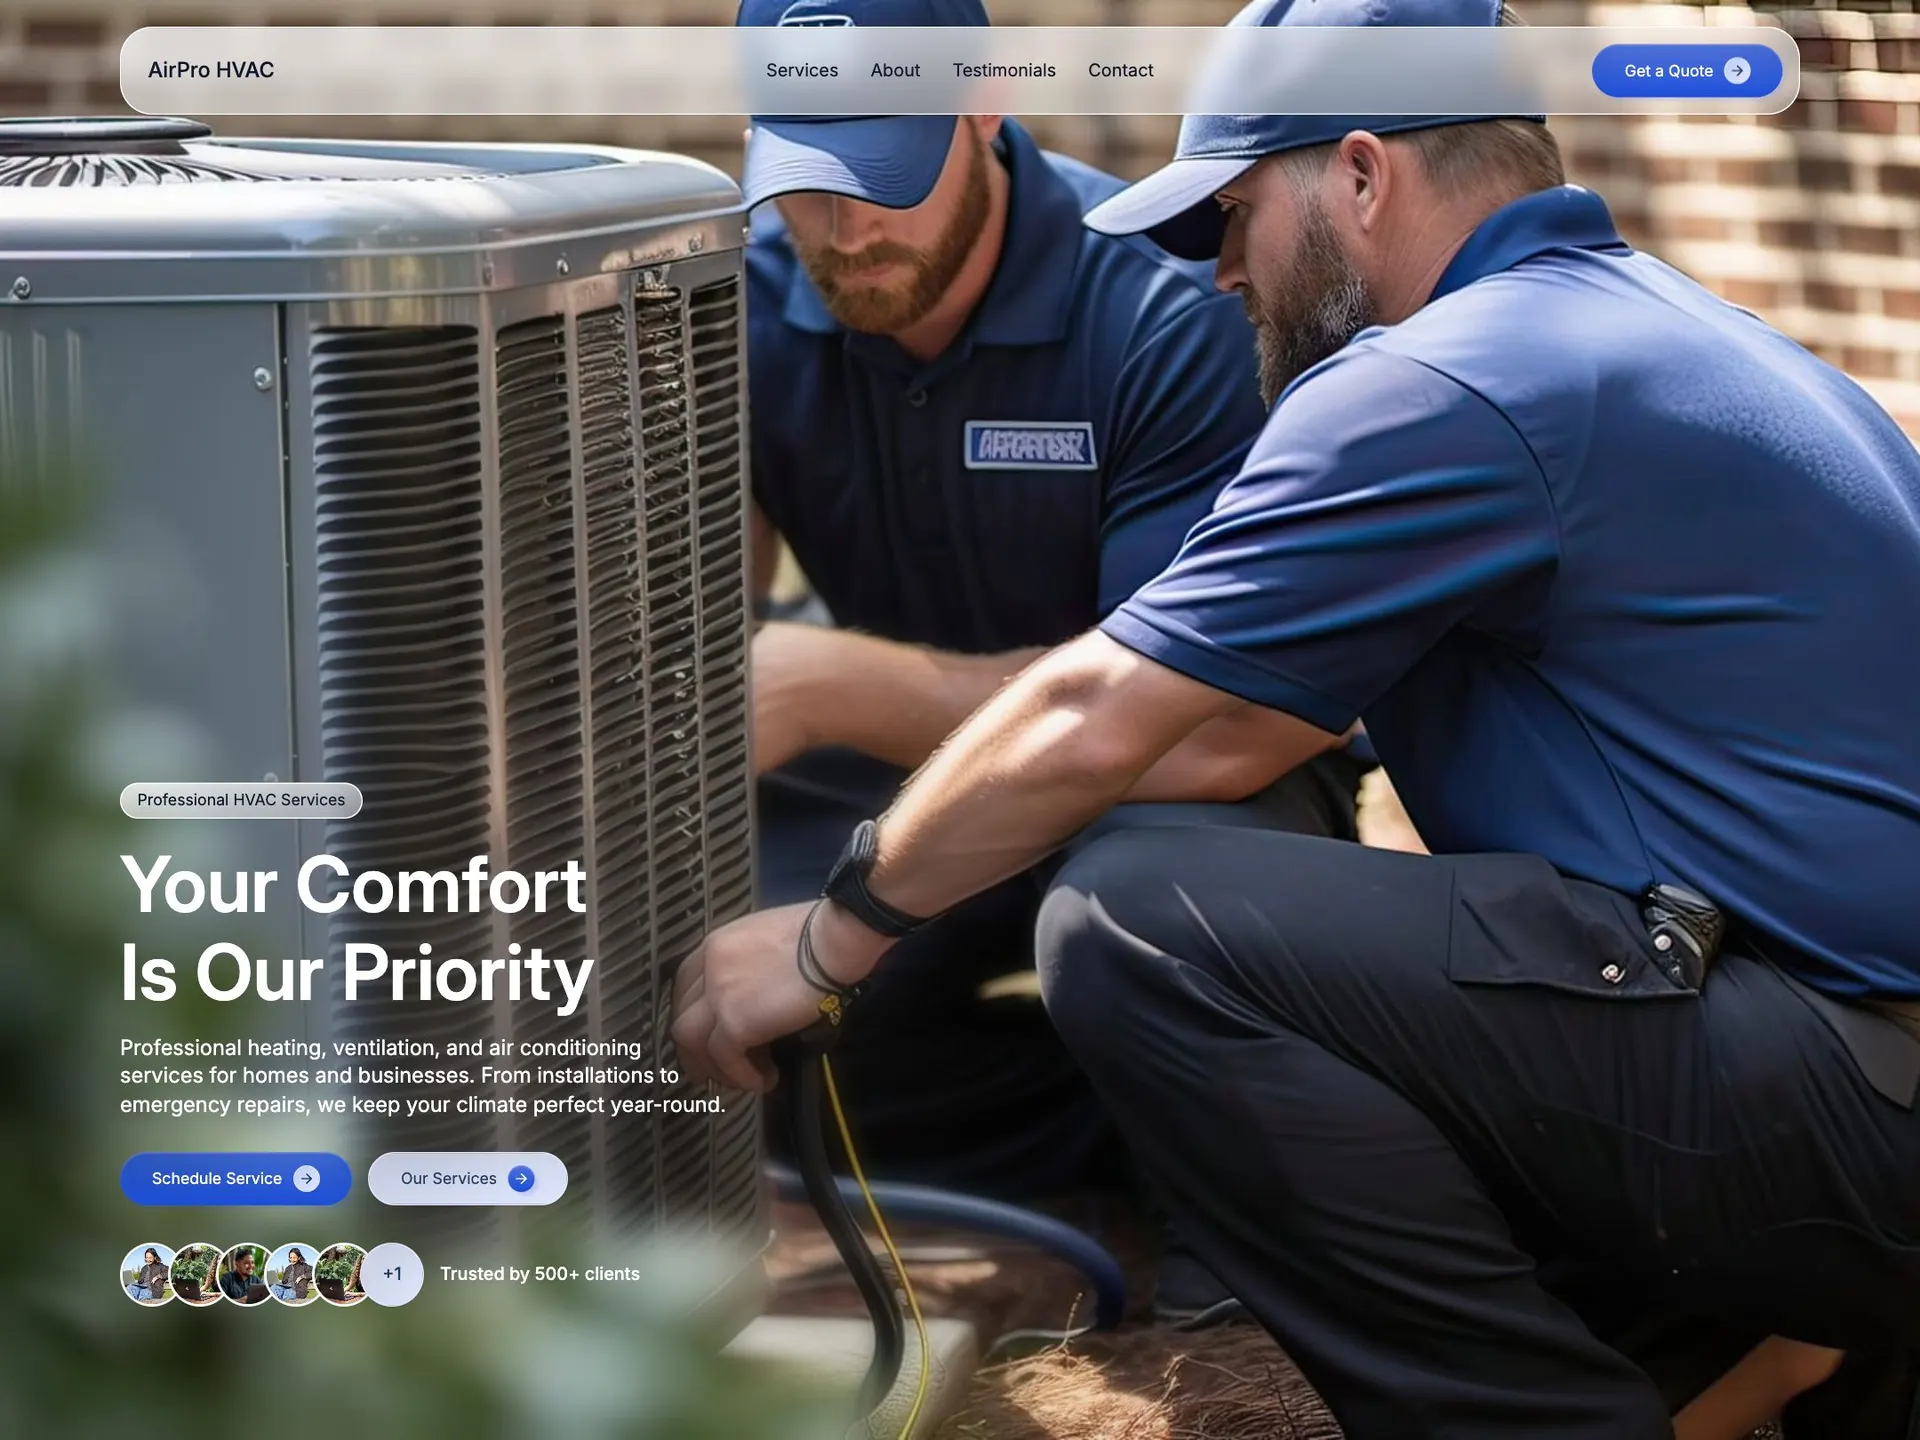 AirPro HVAC
Services
About
Testimonials
Contact
Get a Quote
Professional HVAC Services
Your Comfort
Is Our Priority
Professional heating, ventilation, and air conditioning
services for homes and businesses. From installations to
emergency repairs, we keep your climate perfect year-round.
Schedule Service
Our Services
+1
Trusted by 500+ clients